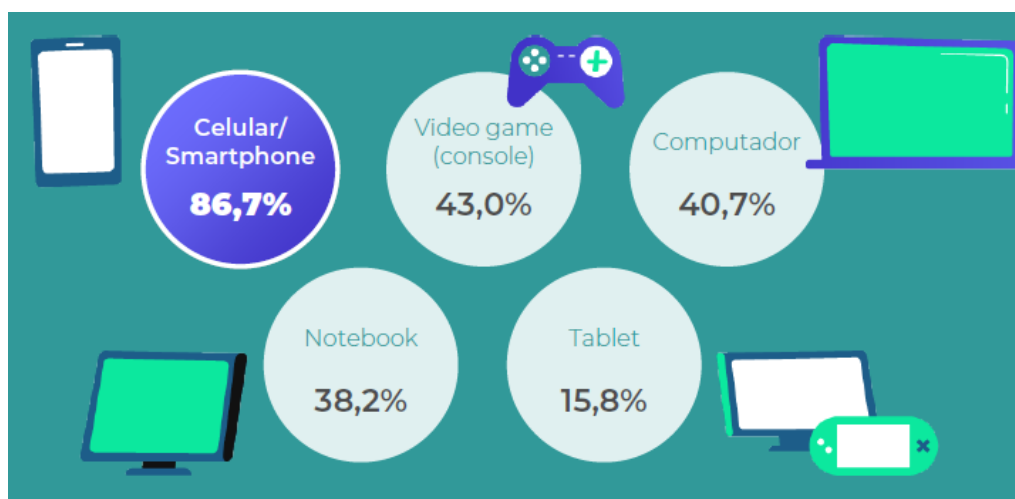 Celular/
Smartphone
86,7%
Video game
(console)
43,0%
Computador
40,7%
Notebook
38,2%
Tablet
15,8%